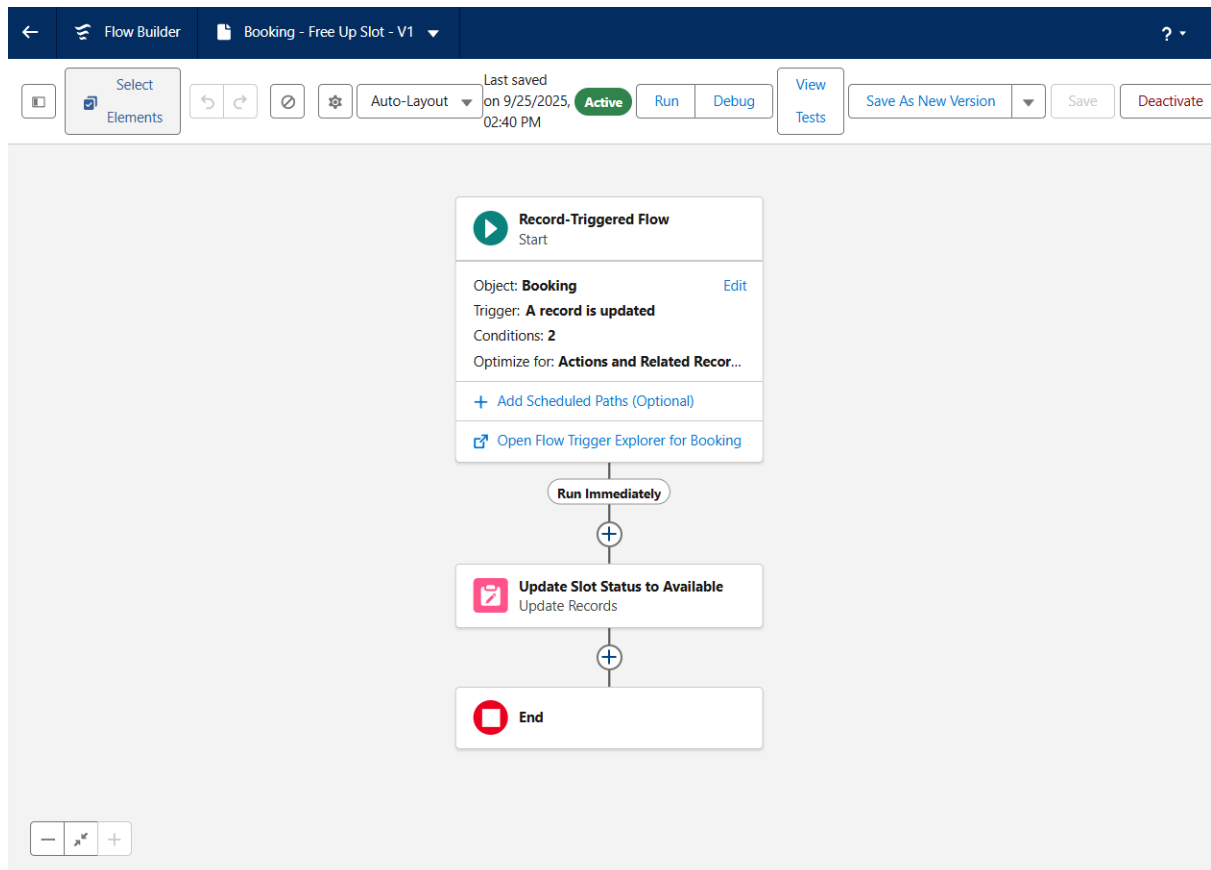 Flow Builder
Booking - Free Up Slot - V1
?
Select
Elements
Auto-Layout
Last saved
on 9/25/2025,
02:40 PM
Active
Run
Debug
View
Tests
Save As New Version
Save
Deactivate
Record-Triggered Flow
Start
Object: Booking
Edit
Trigger: A record is updated
Conditions: 2
Optimize for: Actions and Related Recor...
+ Add Scheduled Paths (Optional)
Open Flow Trigger Explorer for Booking
Run Immediately
Update Slot Status to Available
Update Records
End